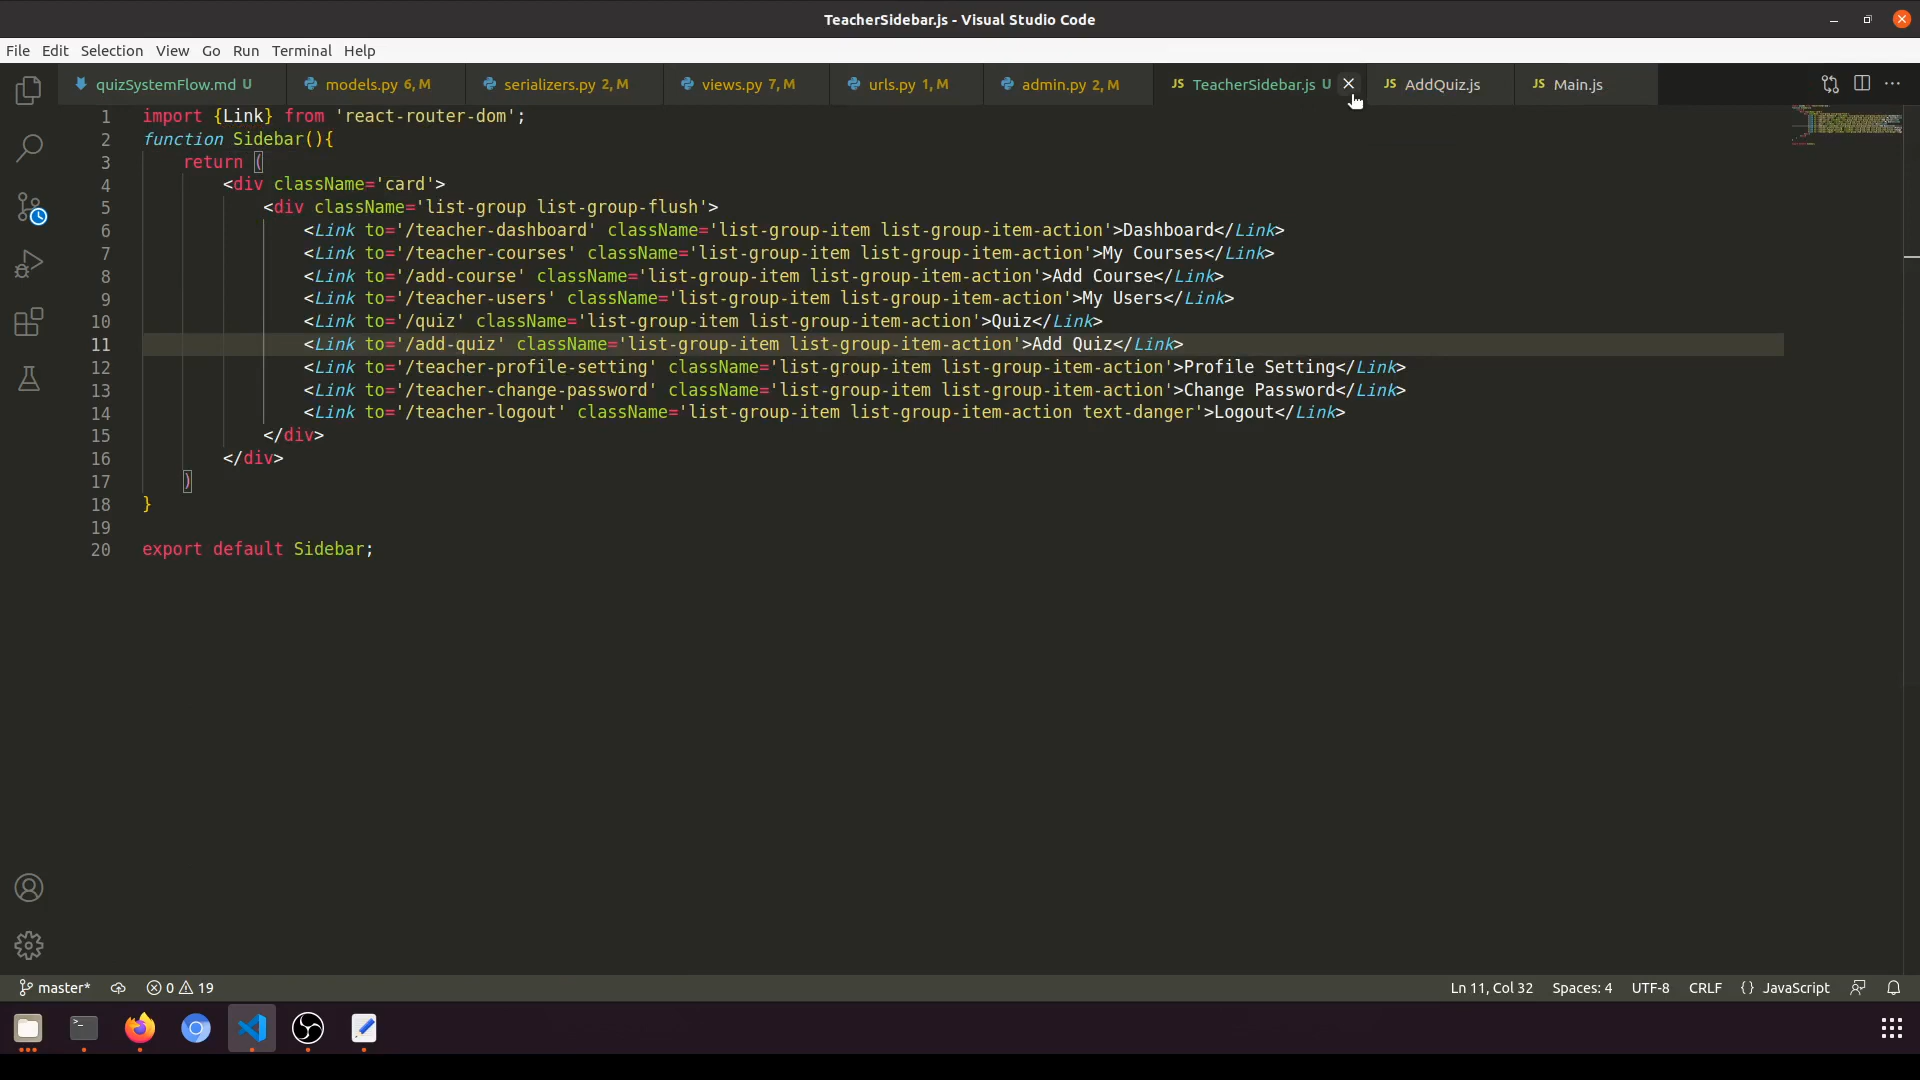 TeacherSidebar.js - Visual Studio Code
File Edit Selection View Go Run Terminal Help
quizSystemFlow.md U models.py 6, M serializers.py 2, M views.py 7, M urls.py 1, M admin.py 2, M JS TeacherSidebar.js U JS AddQuiz.js JS Main.js
1 import {Link} from 'react-router-dom';
2 function Sidebar(){
3 return (
4 <div className='card'>
5 <div className='list-group list-group-flush'>
6 <Link to='/teacher-dashboard' className='list-group-item list-group-item-action'>Dashboard</Link>
7 <Link to='/teacher-courses' className='list-group-item list-group-item-action'>My Courses</Link>
8 <Link to='/add-course' className='list-group-item list-group-item-action'>Add Course</Link>
9 <Link to='/teacher-users' className='list-group-item list-group-item-action'>My Users</Link>
10 <Link to='/quiz' className='list-group-item list-group-item-action'>Quiz</Link>
11 <Link to='/add-quiz' className='list-group-item list-group-item-action'>Add Quiz</Link>
12 <Link to='/teacher-profile-setting' className='list-group-item list-group-item-action'>Profile Setting</Link>
13 <Link to='/teacher-change-password' className='list-group-item list-group-item-action'>Change Password</Link>
14 <Link to='/teacher-logout' className='list-group-item list-group-item-action text-danger'>Logout</Link>
15 </div>
16 </div>
17 )
18 }
19
20 export default Sidebar;
master* 0 19 Ln 11, Col 32 Spaces: 4 UTF-8 CRLF {} JavaScript